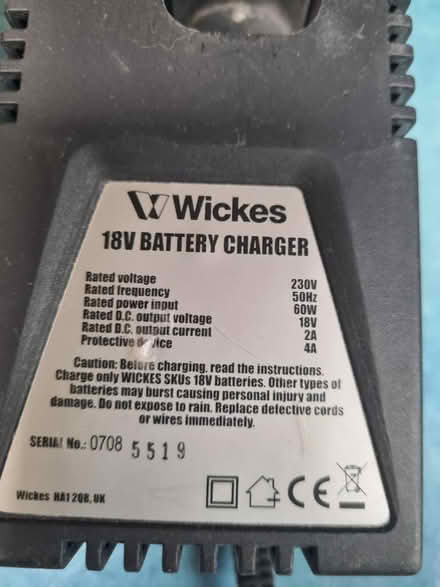 Wickes
18V BATTERY CHARGER
Rated voltage 230V
Rated frequency 50Hz
Rated power input 60W
Rated D.C. output voltage 18V
Rated D.C. output current 2A
Protective device 4A
Caution: Before charging, read the instructions.
Charge only WICKES SKUs 18V batteries. Other types of
batteries may burst causing personal injury and
damage. Do not expose to rain. Replace defective cords
or wires immediately.
SERIAL No.: 0708 5519
Wickes HA1 2QB, UK
CE